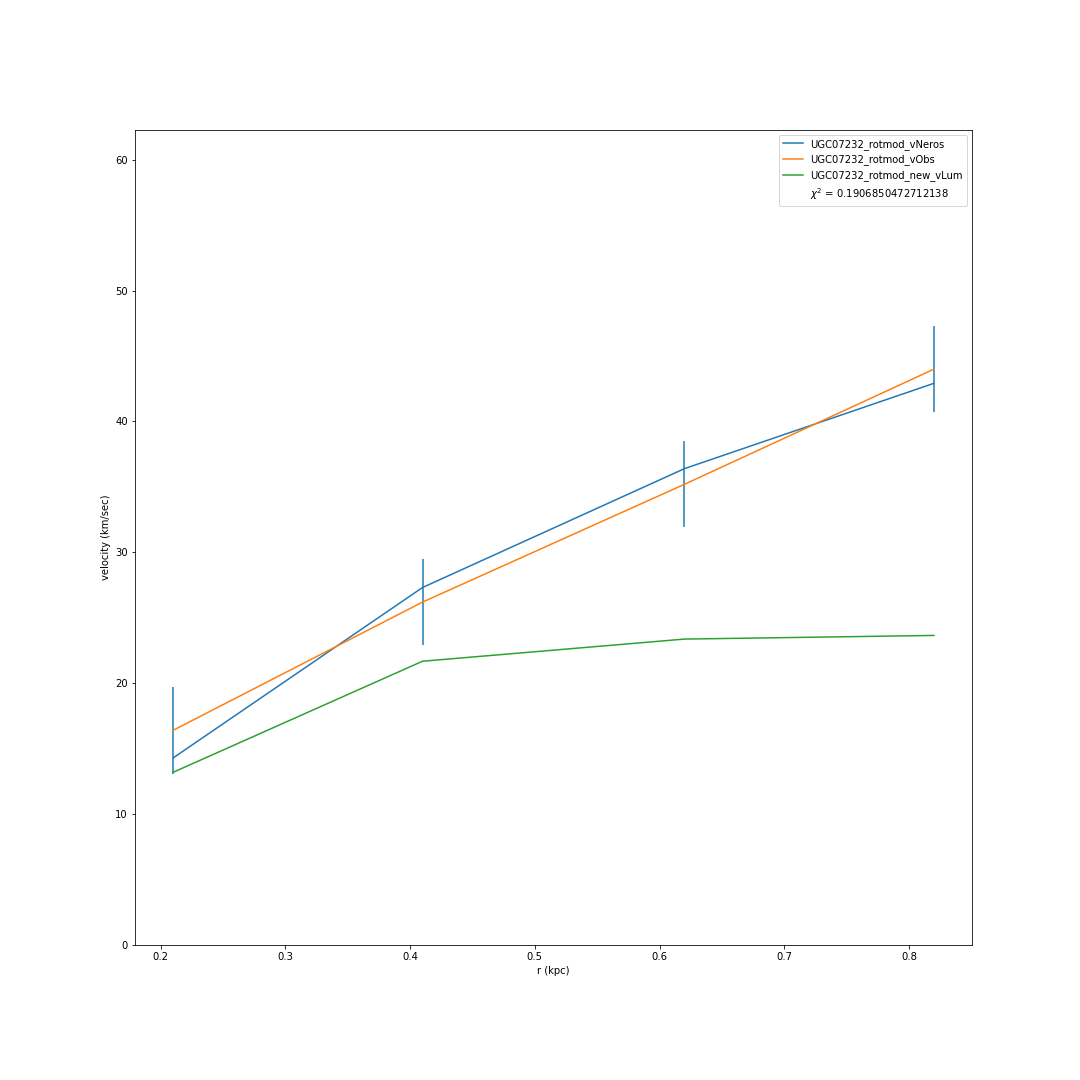 UGC07232_rotmod_vNeros
UGC07232_rotmod_vObs
UGC07232_rotmod_new_vLum
χ² = 0.1906850472712138
60
50
40
30
20
10
0
velocity (km/sec)
0.2 0.3 0.4 0.5 0.6 0.7 0.8
r (kpc)